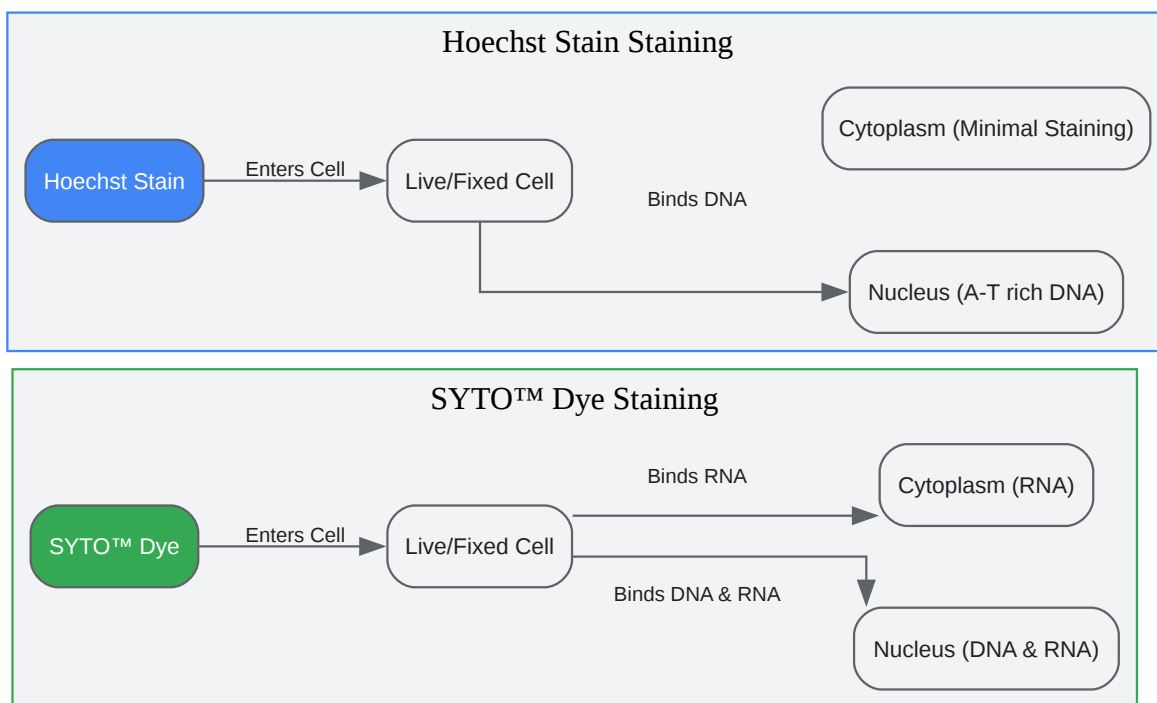 Hoechst Stain Staining
Cytoplasm (Minimal Staining)
Hoechst Stain
Enters Cell
Live/Fixed Cell
Binds DNA
Nucleus (A-T rich DNA)
SYTO™ Dye Staining
Binds RNA
Cytoplasm (RNA)
SYTO™ Dye
Enters Cell
Live/Fixed Cell
Binds DNA & RNA
Nucleus (DNA & RNA)